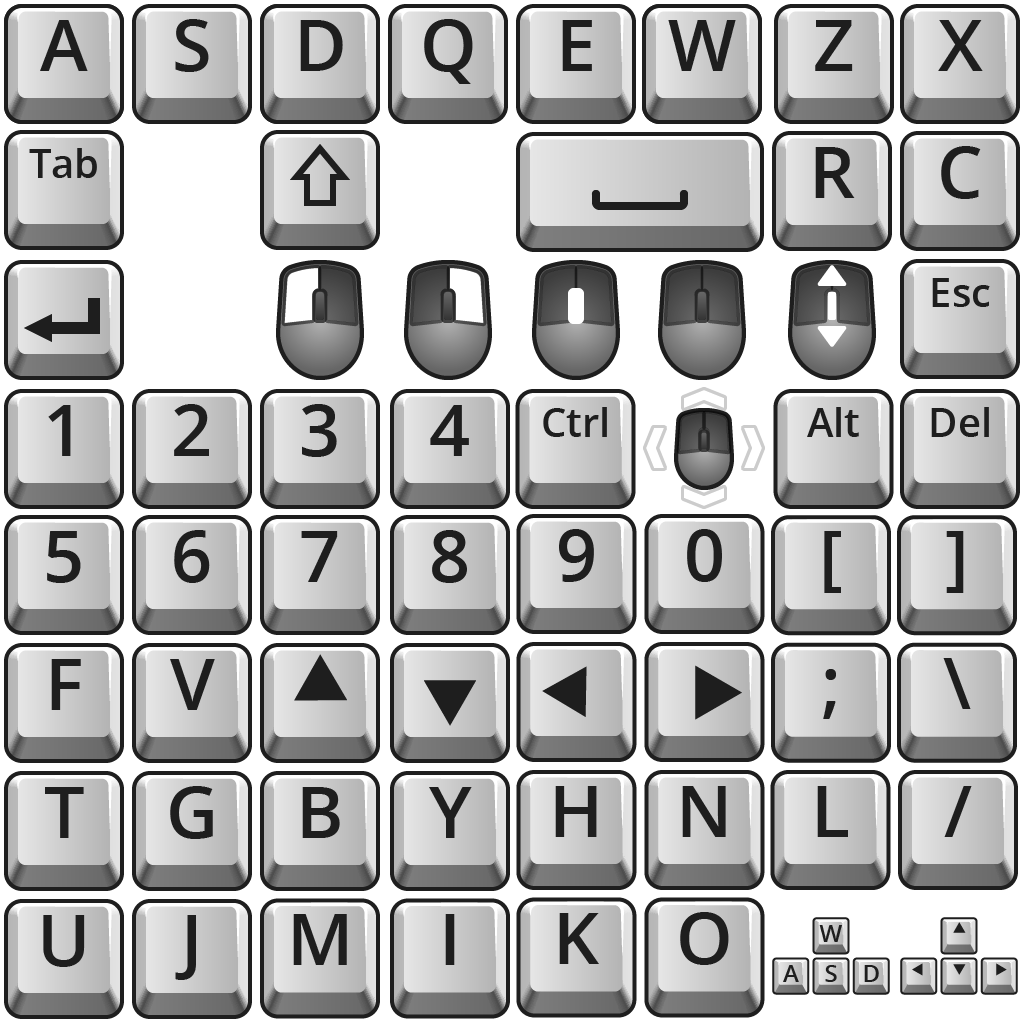 A S D Q E W Z X
Tab R C
Esc
1 2 3 4 Ctrl Alt Del
5 6 7 8 9 0 [ ]
F V ; \
T G B Y H N L /
U J M I K O
W
A S D